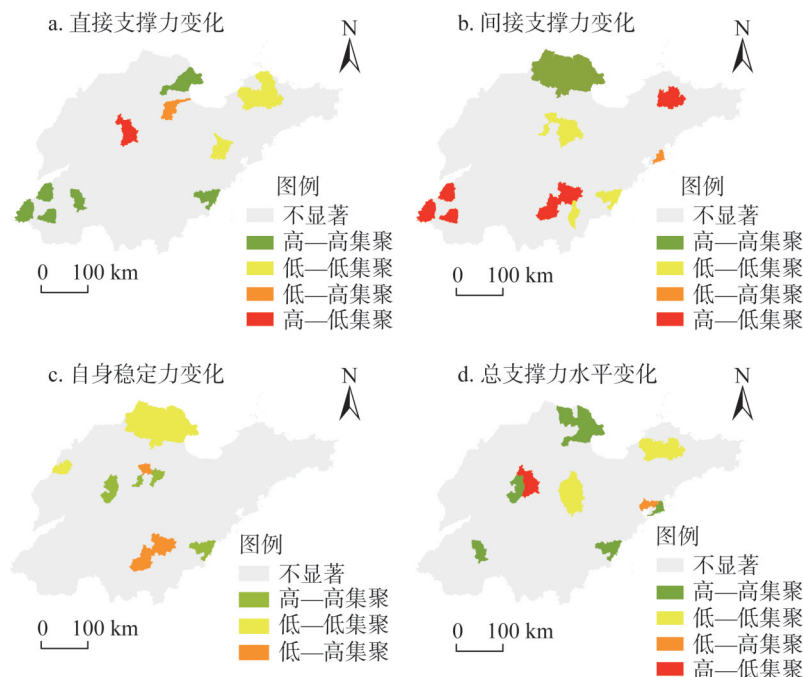 a. 直接支撑力变化
N
图例
不显著
高—高集聚
低—低集聚
低—高集聚
高—低集聚
0 100 km
b. 间接支撑力变化
N
图例
不显著
高—高集聚
低—低集聚
低—高集聚
高—低集聚
0 100 km
c. 自身稳定力变化
N
图例
不显著
高—高集聚
低—低集聚
低—高集聚
0 100 km
d. 总支撑力水平变化
N
图例
不显著
高—高集聚
低—低集聚
低—高集聚
高—低集聚
0 100 km